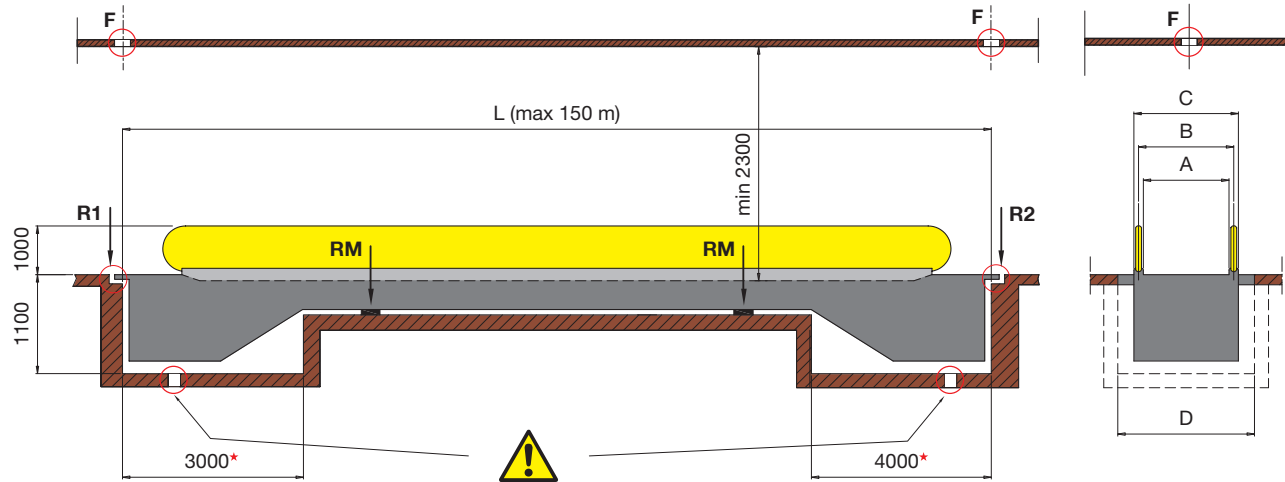 F
F
F
L (max 150 m)
min 2300
C
B
A
R1
R2
RM
RM
1000
1100
D
3000★
4000★
!